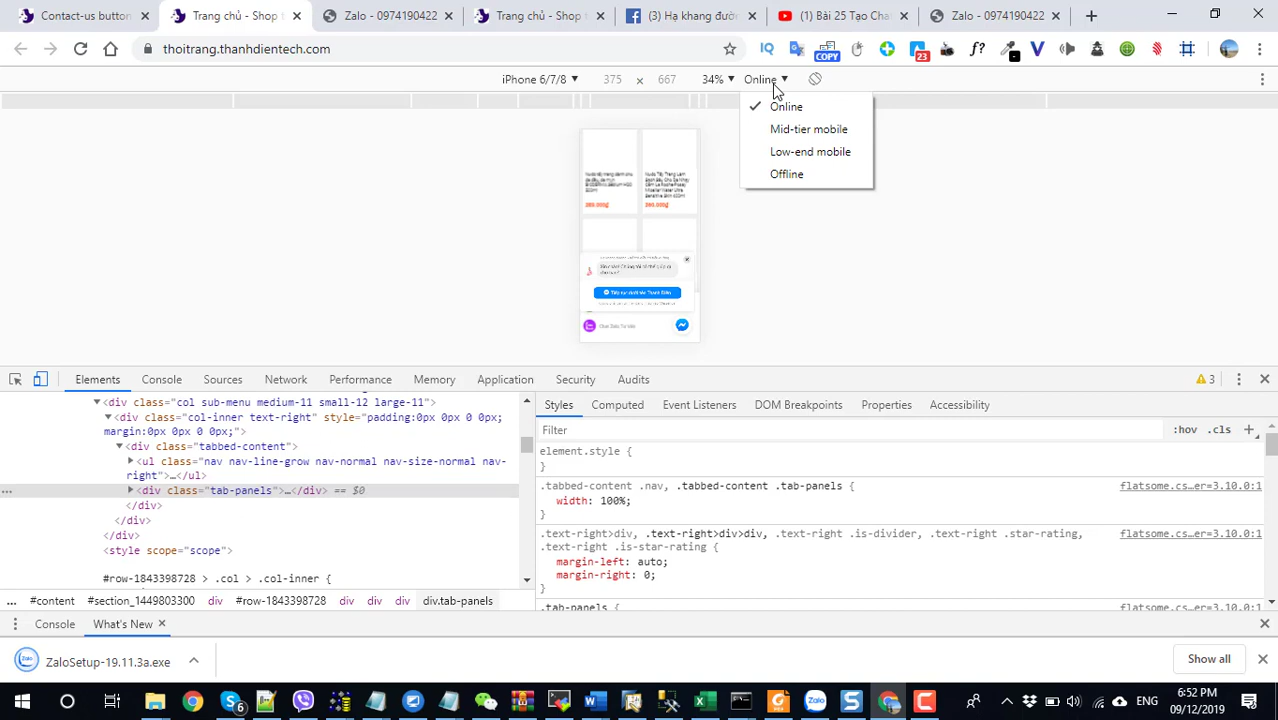 Contact-us button ×
Trang chủ - Shop t ×
Zalo - 0974190422 ×
Trang chủ - Shop t ×
(3) Hạ khang đườn ×
(1) Bài 25 Tạo Cha ×
Zalo - 0974190422 ×
thoitrang.thanhdientech.com
COPY
23
f?
iPhone 6/7/8 ▼ 375 × 667 34% ▼ Online ▼
Online
Mid-tier mobile
Low-end mobile
Offline
Elements Console Sources Network Performance Memory Application Security Audits
3
<div class="col sub-menu medium-11 small-12 large-11">
<div class="col-inner text-right" style="padding:0px 0px 0 0px;
margin:0px 0px 0px 0px;">
<div class="tabbed-content">
<ul class="nav nav-line-grow nav-normal nav-size-normal nav-
right">…</ul>
<div class="tab-panels">…</div> == $0
</div>
</div>
</div>
<style scope="scope">
#row-1843398728 > .col > .col-inner {
... #content #section_1449803300 div #row-1843398728 div div div.tab-panels
Styles Computed Event Listeners DOM Breakpoints Properties Accessibility
Filter :hov .cls +
element.style {
}
.tabbed-content .nav, .tabbed-content .tab-panels { flatsome.cs…er=3.10.0:1
width: 100%;
}
.text-right>div, .text-right>div>div, .text-right .is-divider, .text-right .star-rating, flatsome.cs…er=3.10.0:1
.text-right .is-star-rating {
margin-left: auto;
margin-right: 0;
}
.tab-panels { flatsome.cs…er=3.10.0:1
Console What's New ×
ZaloSetup-19.11.3a.exe
Show all
ENG
6:52 PM
09/12/2019